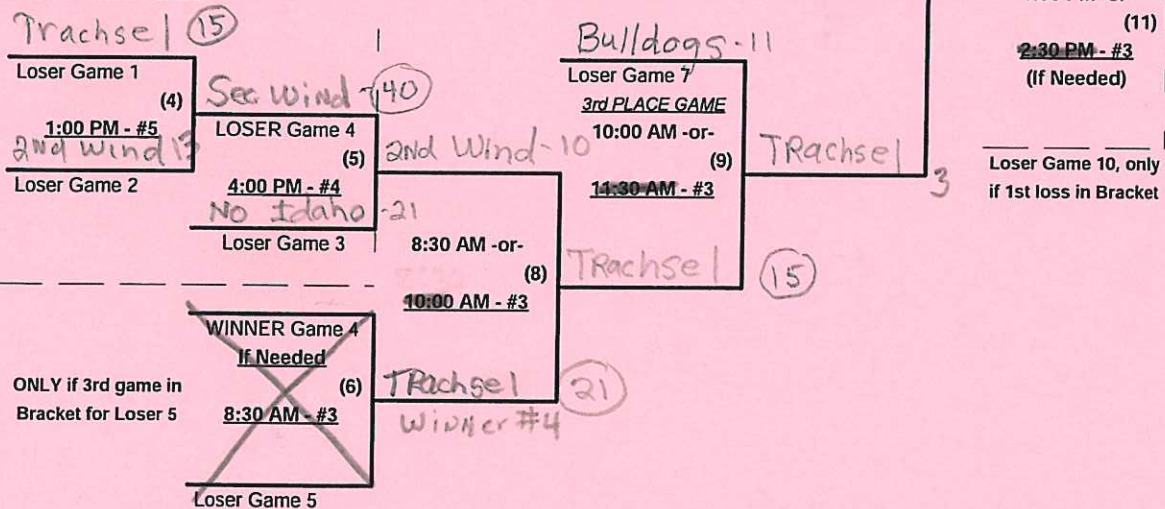 Trachsel 15
Loser Game 1
(4)
1:00 PM - #5
2nd Wind 13
Loser Game 2
Sec Wind - 40
LOSER Game 4
(5)
4:00 PM - #4
No Idaho - 21
Loser Game 3
2nd Wind - 10
8:30 AM -or-
(8)
10:00 AM - #3
WINNER Game 4
If Needed
(6)
8:30 AM - #3
Loser Game 5
ONLY if 3rd game in
Bracket for Loser 5
TRachsel 21
Winner #4
Bulldogs - 11
Loser Game 7
3rd PLACE GAME
10:00 AM -or-
(9)
11:30 AM - #3
TRachsel 15
TRachsel 3
(11)
2:30 PM - #3
(If Needed)
Loser Game 10, only
if 1st loss in Bracket